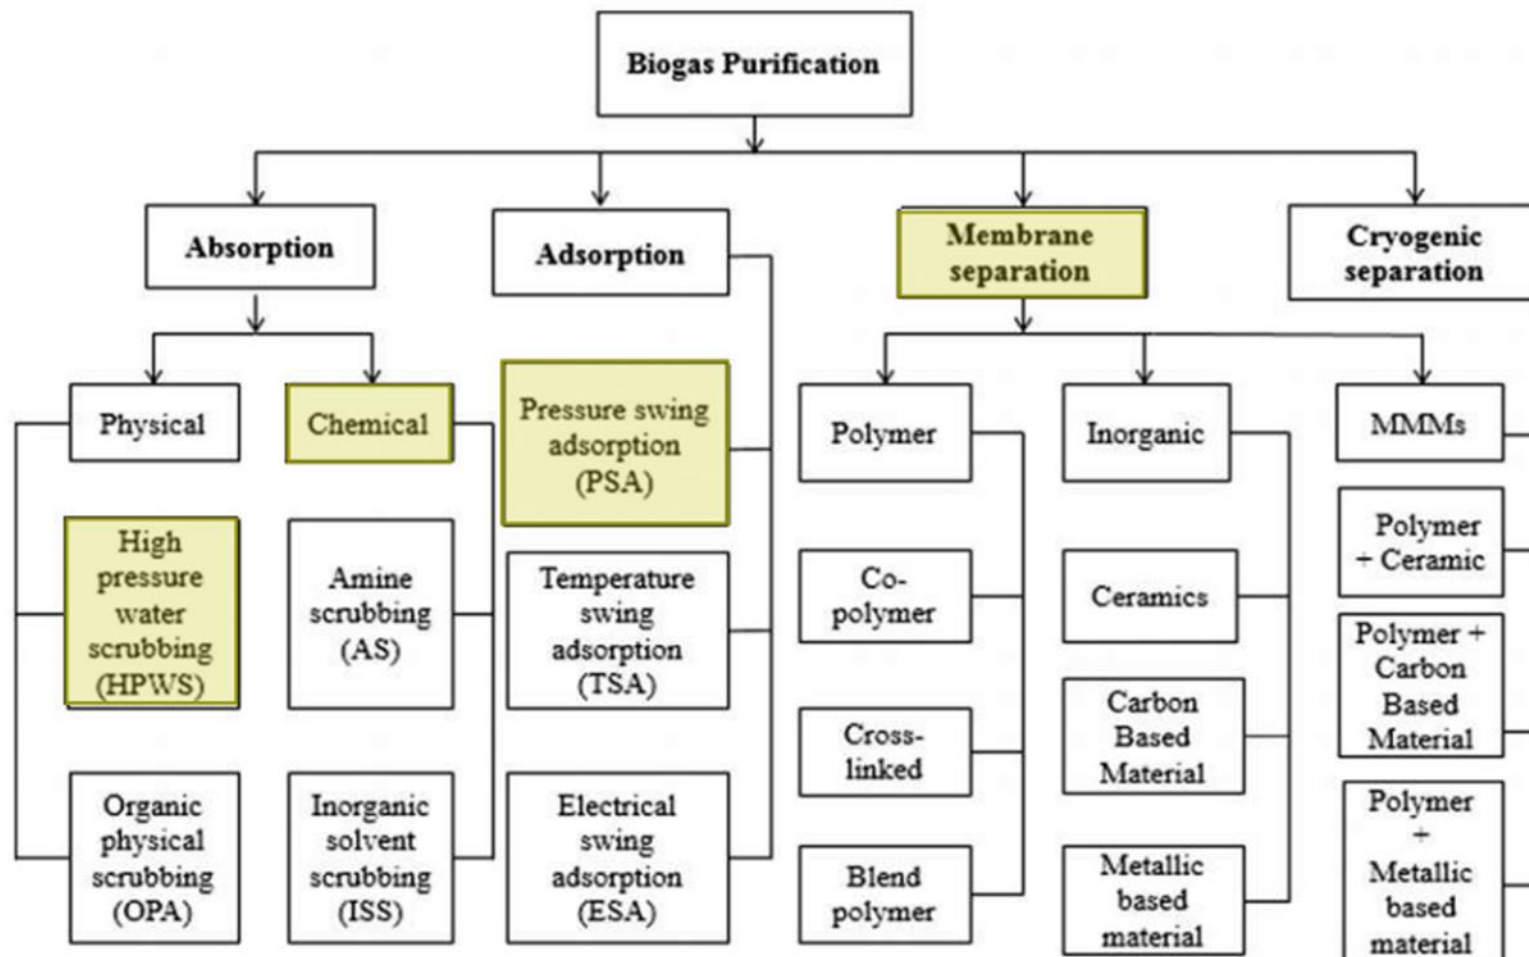 Biogas Purification
Absorption
Adsorption
Membrane
separation
Cryogenic
separation
Physical
Chemical
Pressure swing
adsorption
(PSA)
Polymer
Inorganic
MMMs
High
pressure
water
scrubbing
(HPWS)
Amine
scrubbing
(AS)
Temperature
swing
adsorption
(TSA)
Co-
polymer
Ceramics
Polymer
+ Ceramic
Cross-
linked
Carbon
Based
Material
Polymer +
Carbon
Based
Material
Organic
physical
scrubbing
(OPA)
Inorganic
solvent
scrubbing
(ISS)
Electrical
swing
adsorption
(ESA)
Blend
polymer
Metallic
based
material
Polymer
+
Metallic
based
material